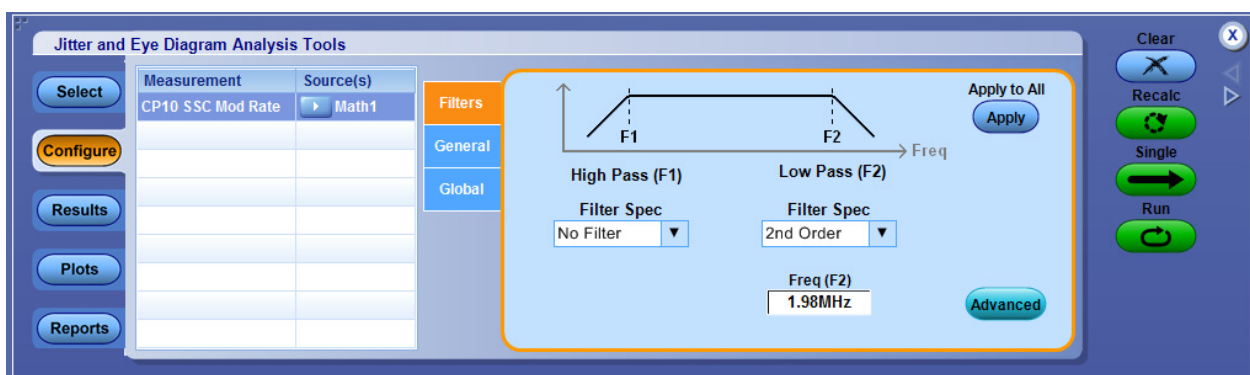 Jitter and Eye Diagram Analysis Tools
Select
Configure
Results
Plots
Reports
Measurement Source(s)
CP10 SSC Mod Rate Math1
Filters
General
Global
F1 F2
Freq
High Pass (F1) Low Pass (F2)
Filter Spec Filter Spec
No Filter 2nd Order
Freq (F2)
1.98MHz
Apply to All
Apply
Advanced
Clear
X
Recalc
Single
Run